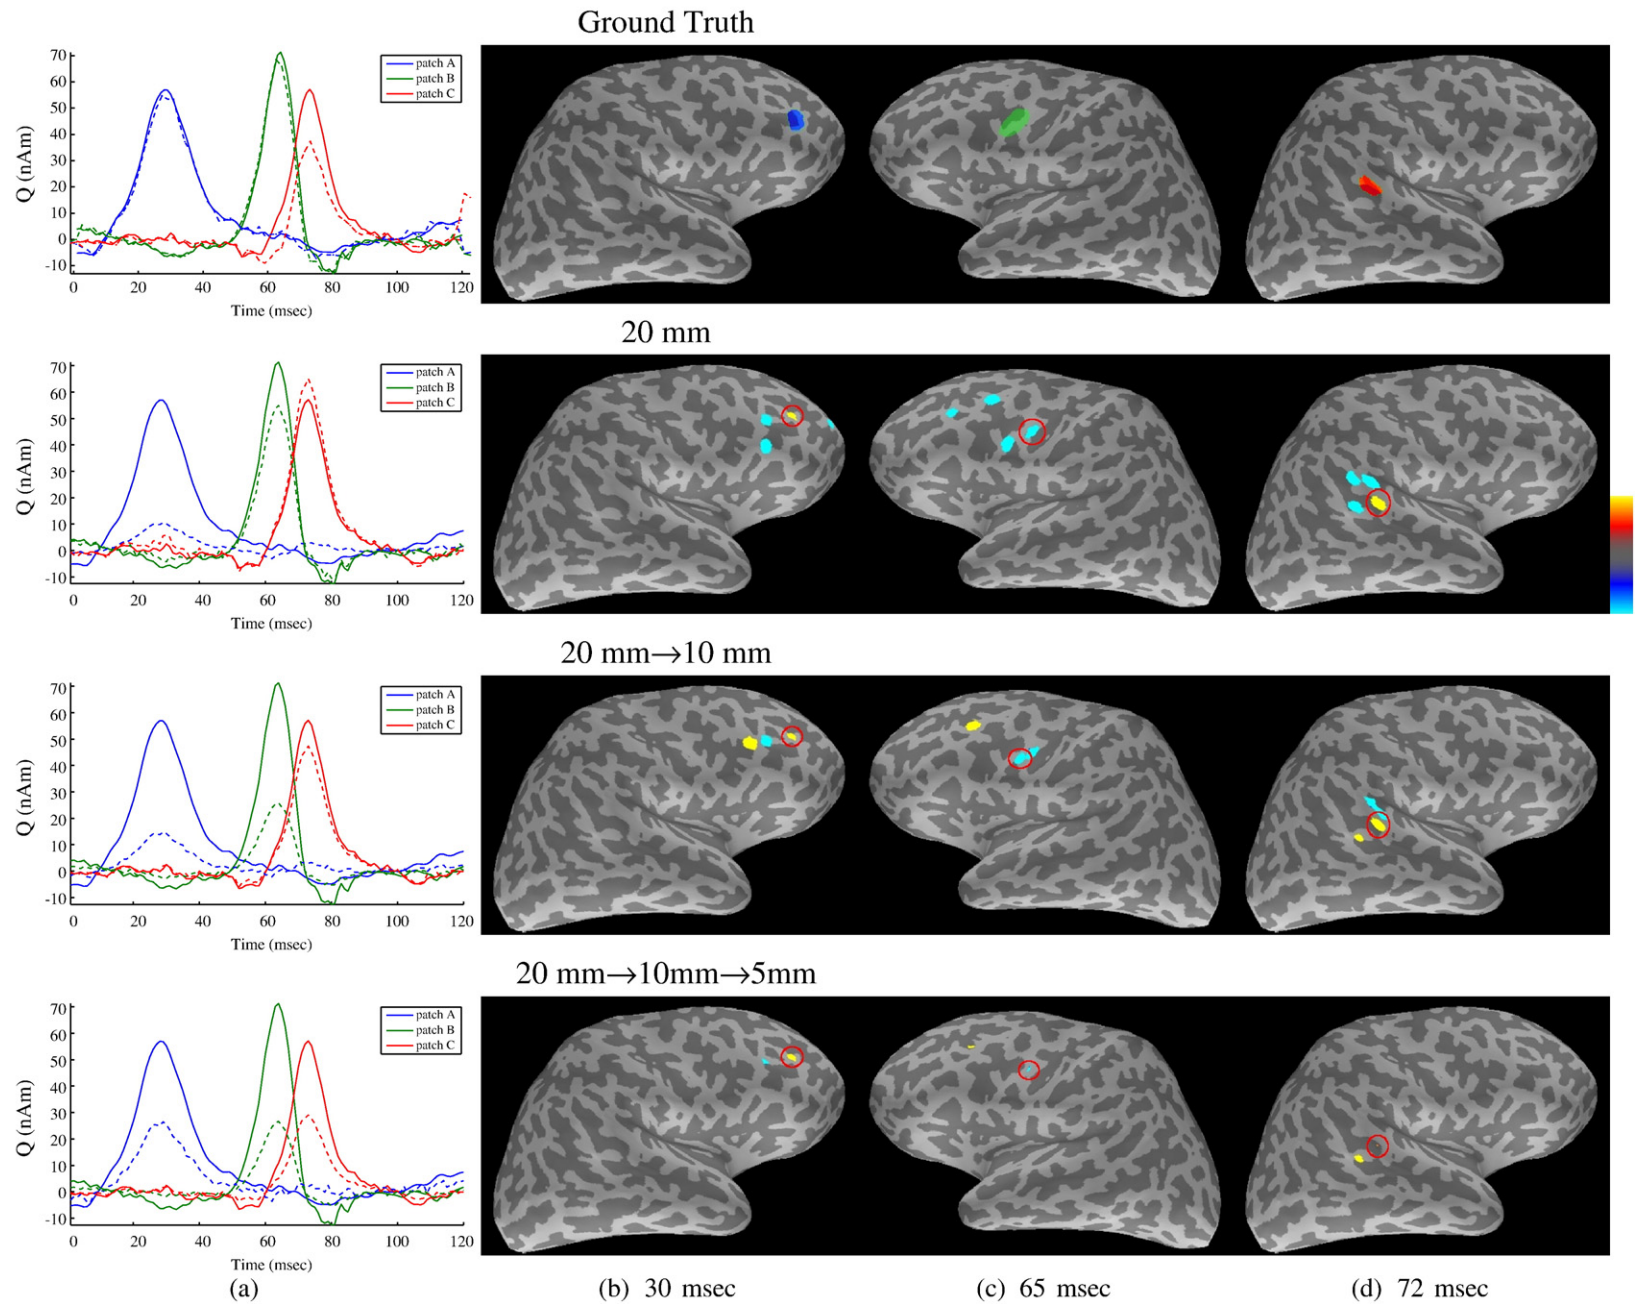 Ground Truth
Q (nAm)
70
60
50
40
30
20
10
0
-10
patch A
patch B
patch C
0 20 40 60 80 100 120
Time (msec)
20 mm
Q (nAm)
70
60
50
40
30
20
10
0
-10
patch A
patch B
patch C
0 20 40 60 80 100 120
Time (msec)
20 mm→10 mm
Q (nAm)
70
60
50
40
30
20
10
0
-10
patch A
patch B
patch C
0 20 40 60 80 100 120
Time (msec)
20 mm→10mm→5mm
Q (nAm)
70
60
50
40
30
20
10
0
-10
patch A
patch B
patch C
0 20 40 60 80 100 120
Time (msec)
(a) (b) 30 msec (c) 65 msec (d) 72 msec